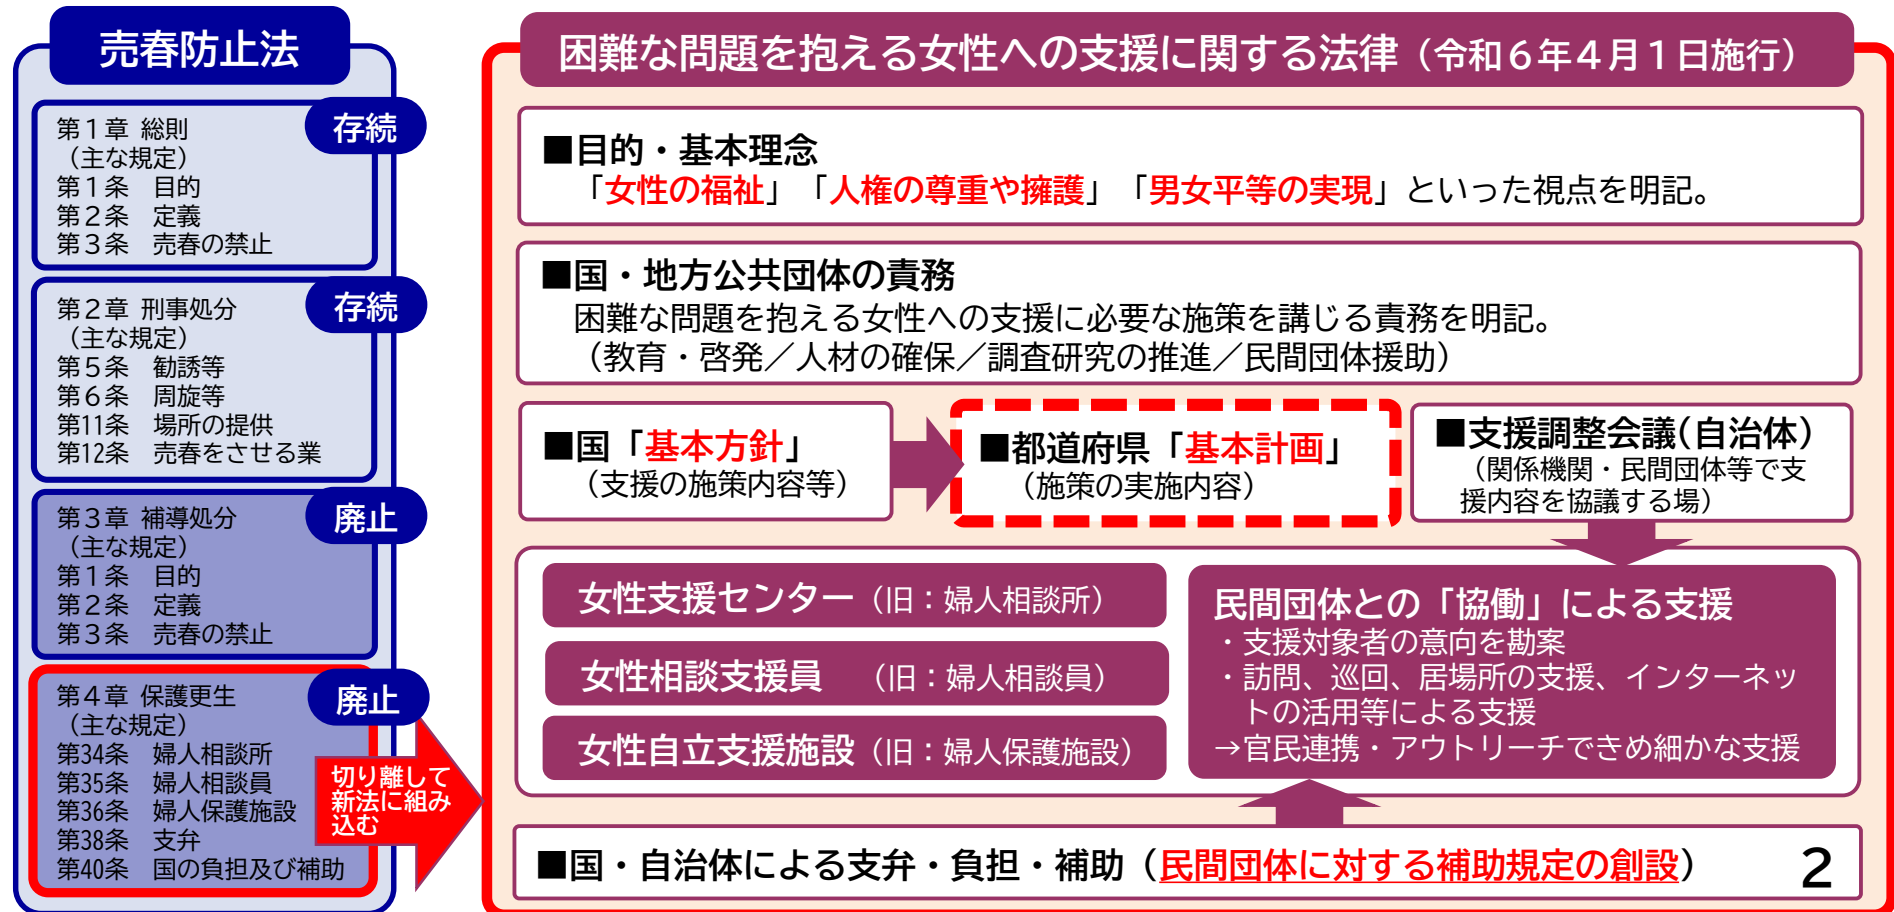 売春防止法
第1章 総則
存続
（主な規定）
第1条　目的
第2条　定義
第3条　売春の禁止
第2章 刑事処分
存続
（主な規定）
第5条　勧誘等
第6条　周旋等
第11条　場所の提供
第12条　売春をさせる業
第3章 補導処分
廃止
（主な規定）
第1条　目的
第2条　定義
第3条　売春の禁止
第4章 保護更生
廃止
（主な規定）
第34条　婦人相談所
第35条　婦人相談員
第36条　婦人保護施設
第38条　支弁
第40条　国の負担及び補助
切り離して
新法に組み
込む
困難な問題を抱える女性への支援に関する法律（令和6年4月1日施行）
■目的・基本理念
「女性の福祉」「人権の尊重や擁護」「男女平等の実現」といった視点を明記。
■国・地方公共団体の責務
困難な問題を抱える女性への支援に必要な施策を講じる責務を明記。
（教育・啓発／人材の確保／調査研究の推進／民間団体援助）
■国「基本方針」
（支援の施策内容等）
■都道府県「基本計画」
（施策の実施内容）
■支援調整会議(自治体)
（関係機関・民間団体等で支
援内容を協議する場）
女性支援センター（旧：婦人相談所）
女性相談支援員　（旧：婦人相談員）
女性自立支援施設（旧：婦人保護施設）
民間団体との「協働」による支援
・支援対象者の意向を勘案
・訪問、巡回、居場所の支援、インターネッ
トの活用等による支援
→官民連携・アウトリーチできめ細かな支援
■国・自治体による支弁・負担・補助（民間団体に対する補助規定の創設）
2